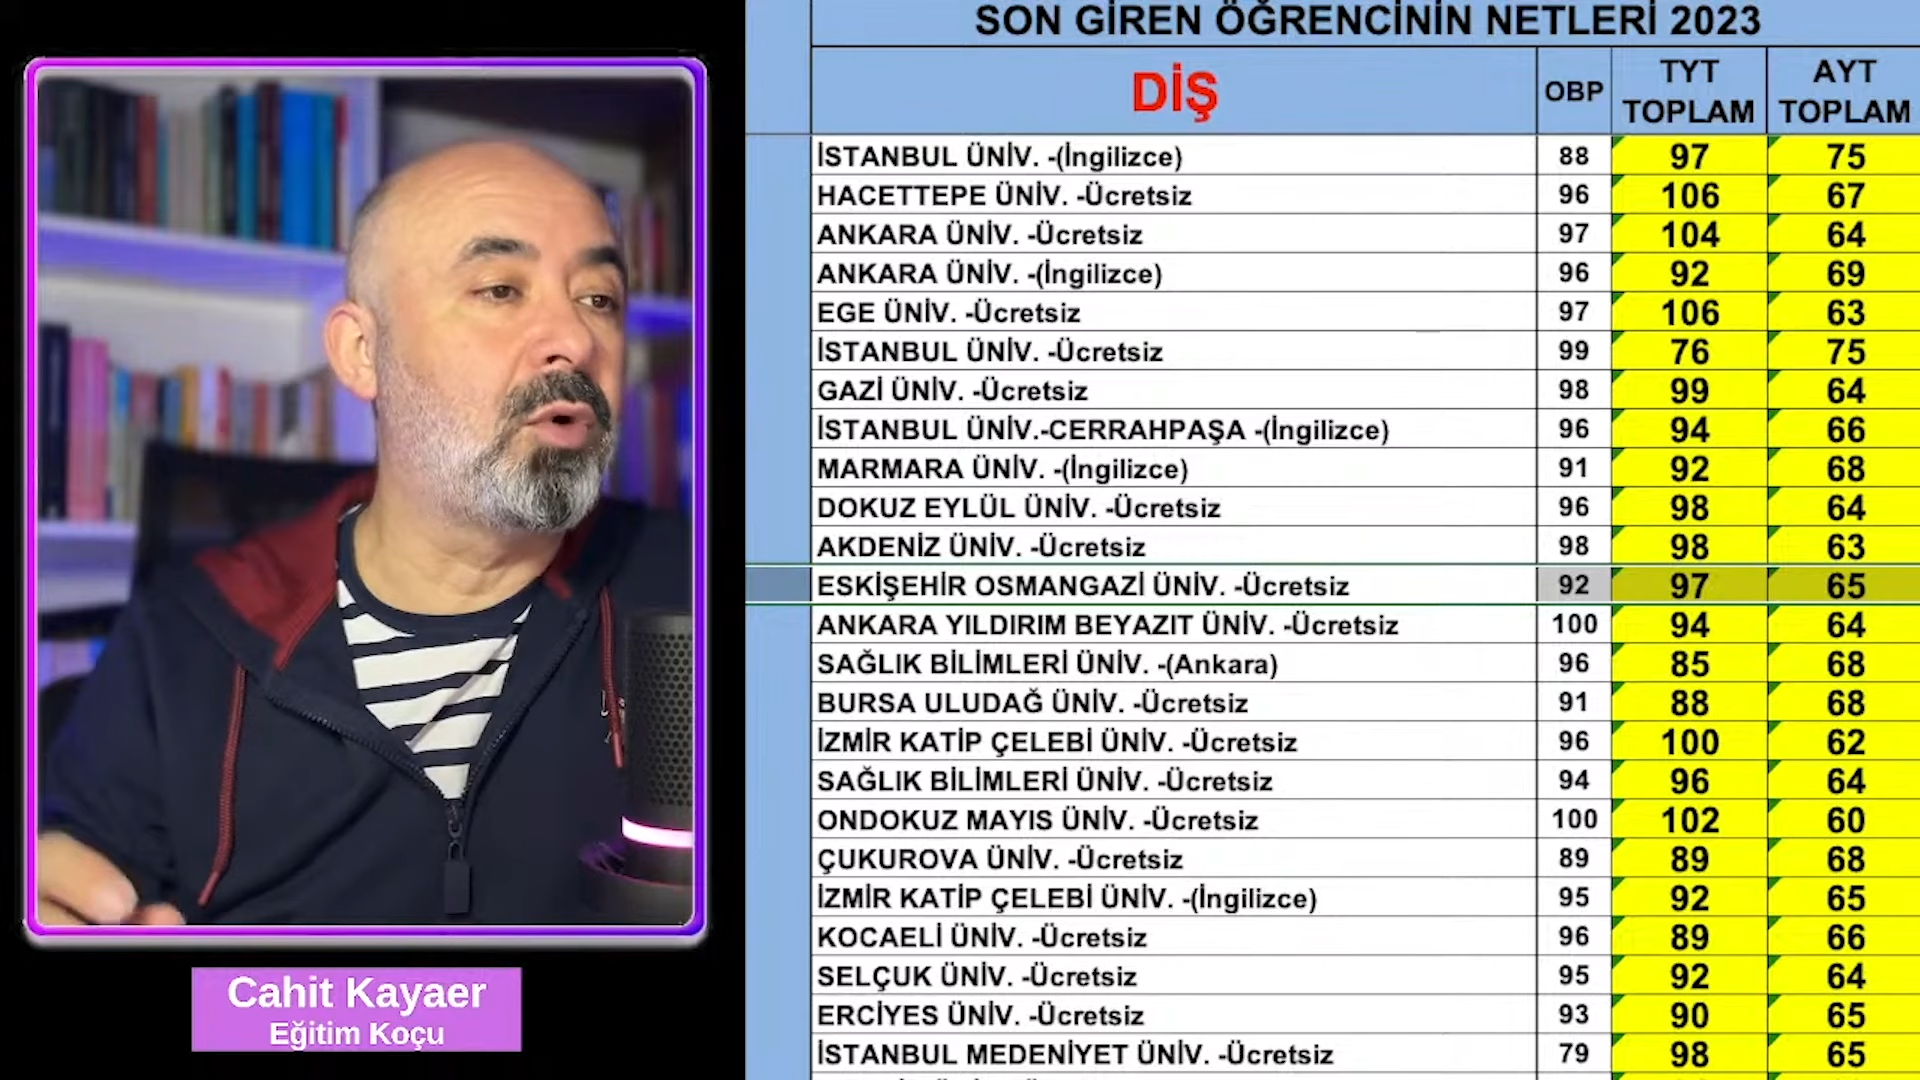 SON GİREN ÖĞRENCİNİN NETLERİ 2023
DİŞ OBP TYT TOPLAM AYT TOPLAM
İSTANBUL ÜNİV. -(İngilizce) 88 97 75
HACETTEPE ÜNİV. -Ücretsiz 96 106 67
ANKARA ÜNİV. -Ücretsiz 97 104 64
ANKARA ÜNİV. -(İngilizce) 96 92 69
EGE ÜNİV. -Ücretsiz 97 106 63
İSTANBUL ÜNİV. -Ücretsiz 99 76 75
GAZİ ÜNİV. -Ücretsiz 98 99 64
İSTANBUL ÜNİV.-CERRAHPAŞA -(İngilizce) 96 94 66
MARMARA ÜNİV. -(İngilizce) 91 92 68
DOKUZ EYLÜL ÜNİV. -Ücretsiz 96 98 64
AKDENİZ ÜNİV. -Ücretsiz 98 98 63
ESKİŞEHİR OSMANGAZİ ÜNİV. -Ücretsiz 92 97 65
ANKARA YILDIRIM BEYAZIT ÜNİV. -Ücretsiz 100 94 64
SAĞLIK BİLİMLERİ ÜNİV. -(Ankara) 96 85 68
BURSA ULUDAĞ ÜNİV. -Ücretsiz 91 88 68
İZMİR KATİP ÇELEBİ ÜNİV. -Ücretsiz 96 100 62
SAĞLIK BİLİMLERİ ÜNİV. -Ücretsiz 94 96 64
ONDOKUZ MAYIS ÜNİV. -Ücretsiz 100 102 60
ÇUKUROVA ÜNİV. -Ücretsiz 89 89 68
İZMİR KATİP ÇELEBİ ÜNİV. -(İngilizce) 95 92 65
KOCAELİ ÜNİV. -Ücretsiz 96 89 66
SELÇUK ÜNİV. -Ücretsiz 95 92 64
ERCİYES ÜNİV. -Ücretsiz 93 90 65
İSTANBUL MEDENİYET ÜNİV. -Ücretsiz 79 98 65
Cahit Kayaer
Eğitim Koçu